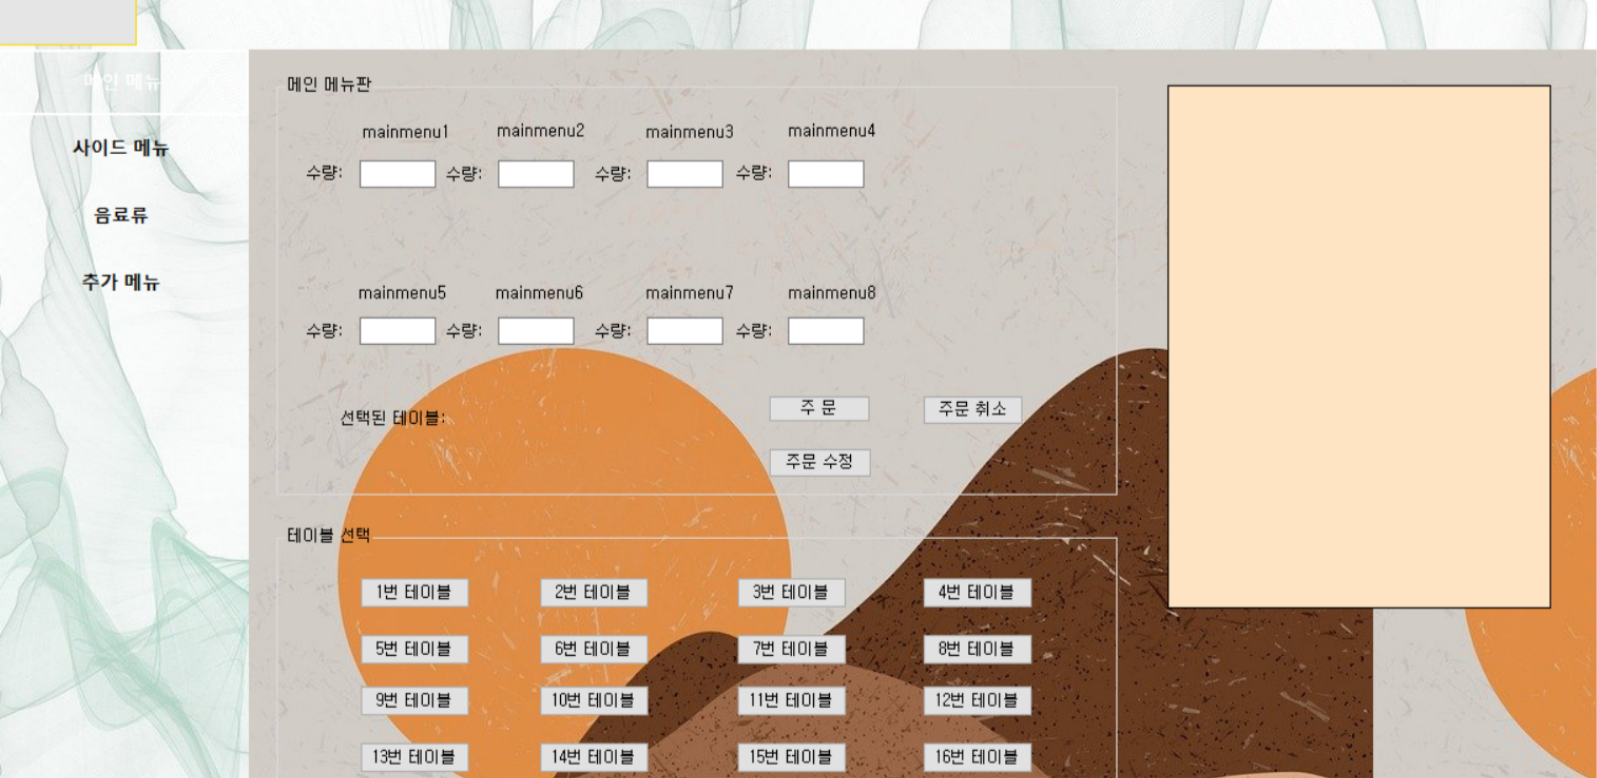 메인 메뉴
사이드 메뉴
음료류
추가 메뉴
메인 메뉴판
mainmenu1 mainmenu2 mainmenu3 mainmenu4
수량: 수량: 수량: 수량:
mainmenu5 mainmenu6 mainmenu7 mainmenu8
수량: 수량: 수량: 수량:
선택된 테이블: 주 문 주문 취소
주문 수정
테이블 선택
1번 테이블 2번 테이블 3번 테이블 4번 테이블
5번 테이블 6번 테이블 7번 테이블 8번 테이블
9번 테이블 10번 테이블 11번 테이블 12번 테이블
13번 테이블 14번 테이블 15번 테이블 16번 테이블